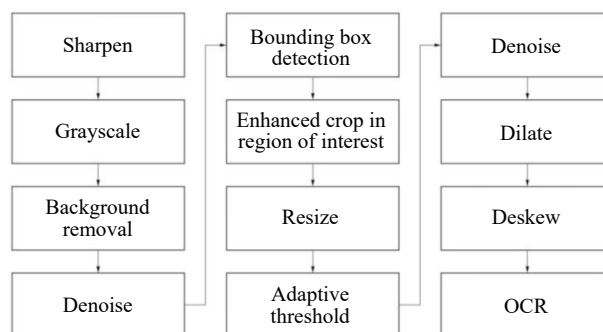 Sharpen
Grayscale
Background
removal
Denoise
Bounding box
detection
Enhanced crop in
region of interest
Resize
Adaptive
threshold
Denoise
Dilate
Deskew
OCR